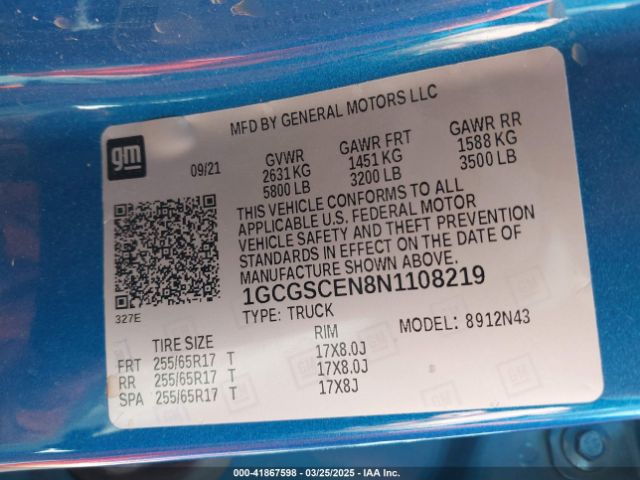 MFD BY GENERAL MOTORS LLC
gm
09/21
GVWR GAWR FRT GAWR RR
2631 KG 1451 KG 1588 KG
5800 LB 3200 LB 3500 LB
THIS VEHICLE CONFORMS TO ALL
APPLICABLE U.S. FEDERAL MOTOR
VEHICLE SAFETY AND THEFT PREVENTION
STANDARDS IN EFFECT ON THE DATE OF
MANUFACTURE SHOWN ABOVE.
1GCGSCEN8N1108219
327E
TYPE: TRUCK MODEL: 8912N43
TIRE SIZE RIM
FRT 255/65R17 T 17X8.0J
RR 255/65R17 T 17X8.0J
SPA 255/65R17 T 17X8J
© 000-41867598 - 03/25/2025 - IAA Inc.